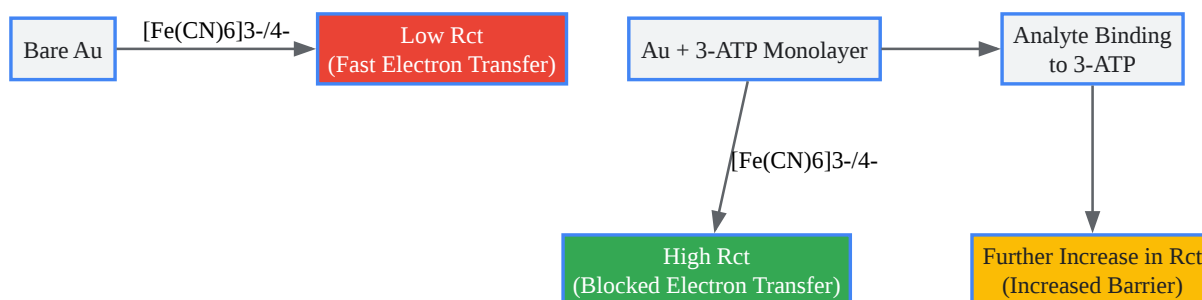 Bare Au
[Fe(CN)6]3-/4-
Low Rct
(Fast Electron Transfer)
Au + 3-ATP Monolayer
Analyte Binding
to 3-ATP
[Fe(CN)6]3-/4-
High Rct
(Blocked Electron Transfer)
Further Increase in Rct
(Increased Barrier)